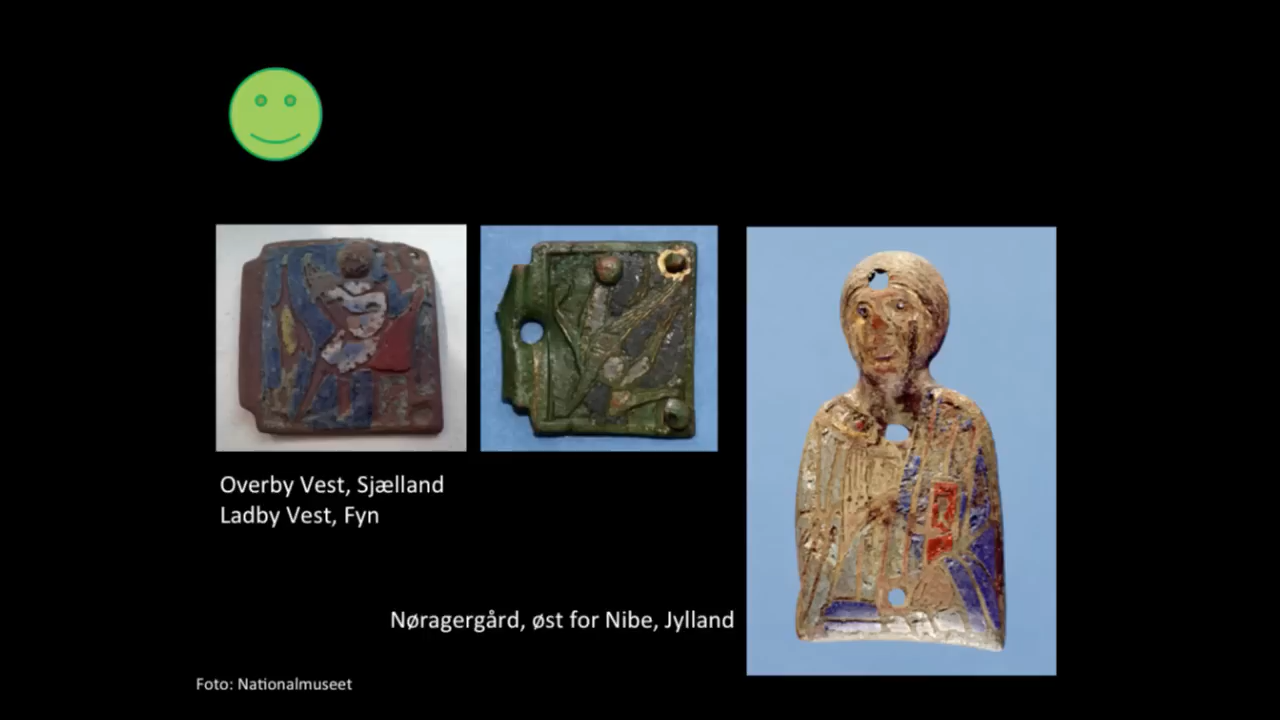 Overby Vest, Sjælland
Ladby Vest, Fyn
Nøragergård, øst for Nibe, Jylland
Foto: Nationalmuseet